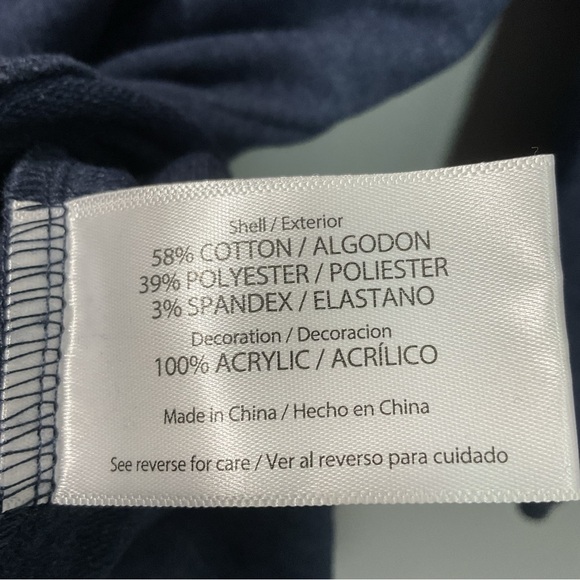 Shell / Exterior
58% COTTON / ALGODON
39% POLYESTER / POLIESTER
3% SPANDEX / ELASTANO
Decoration / Decoracion
100% ACRYLIC / ACRÍLICO
Made in China / Hecho en China
See reverse for care / Ver al reverso para cuidado